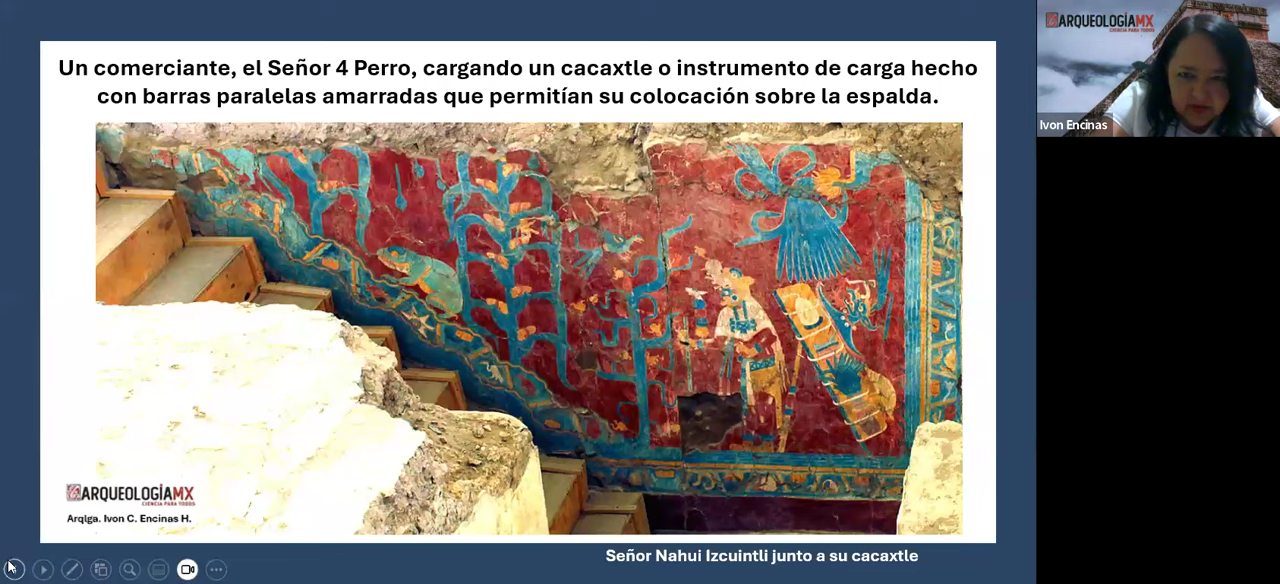 Un comerciante, el Señor 4 Perro, cargando un cacaxtle o instrumento de carga hecho
con barras paralelas amarradas que permitían su colocación sobre la espalda.
ARQUEOLOGÍAMX
CIENCIA PARA TODOS
Ivon Encinas
ARQUEOLOGÍAMX
CIENCIA PARA TODOS
Arqlga. Ivon C. Encinas H.
Señor Nahui Izcuintli junto a su cacaxtle